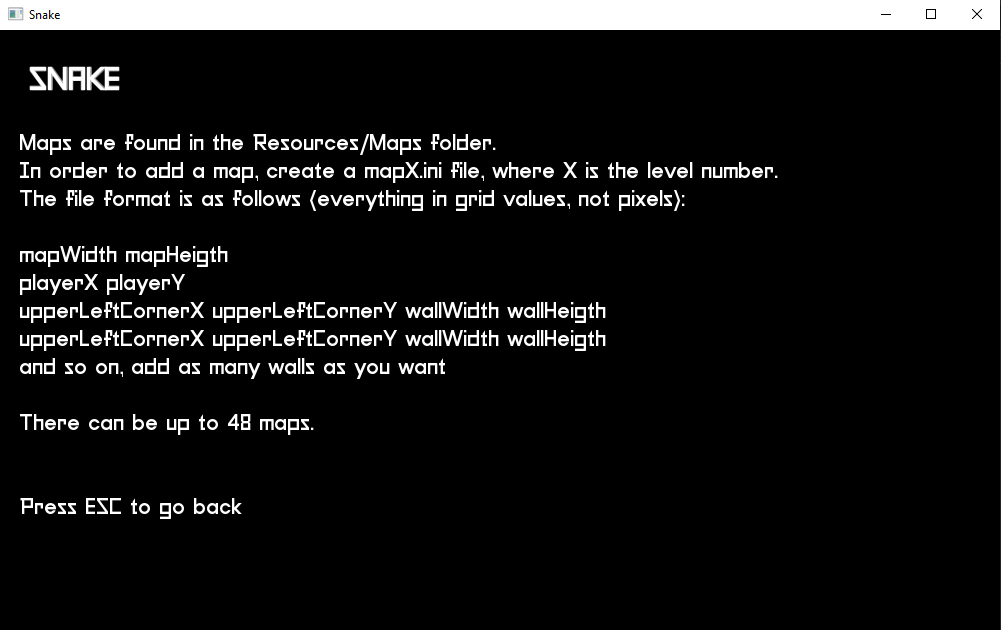 Snake
SNAKE
Maps are found in the Resources/Maps folder.
In order to add a map, create a mapX.ini file, where X is the level number.
The file format is as follows (everything in grid values, not pixels):
mapWidth mapHeigth
playerX playerY
upperLeftCornerX upperLeftCornerY wallWidth wallHeigth
upperLeftCornerX upperLeftCornerY wallWidth wallHeigth
and so on, add as many walls as you want
There can be up to 48 maps.
Press ESC to go back